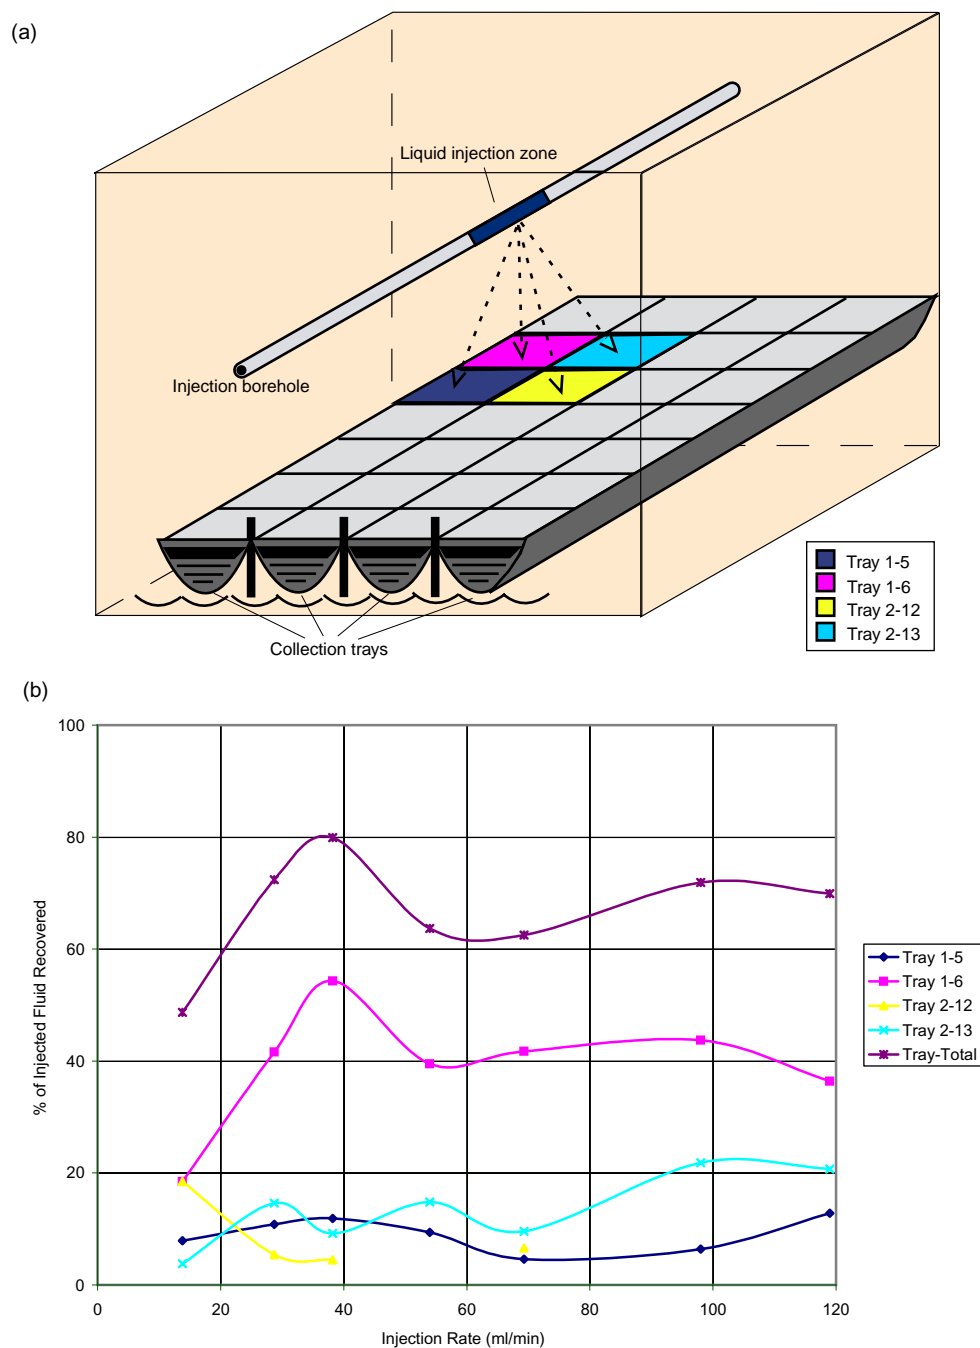 (a)
Liquid injection zone
Injection borehole
Tray 1-5
Tray 1-6
Tray 2-12
Tray 2-13
Collection trays
(b)
100
80
60
40
20
0
% of Injected Fluid Recovered
0 20 40 60 80 100 120
Injection Rate (ml/min)
Tray 1-5
Tray 1-6
Tray 2-12
Tray 2-13
Tray-Total